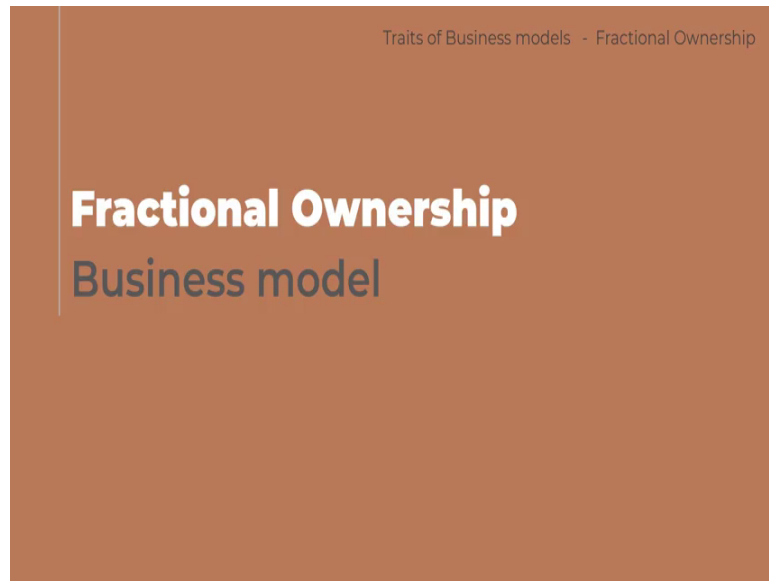 Traits of Business models - Fractional Ownership
Fractional Ownership
Business model